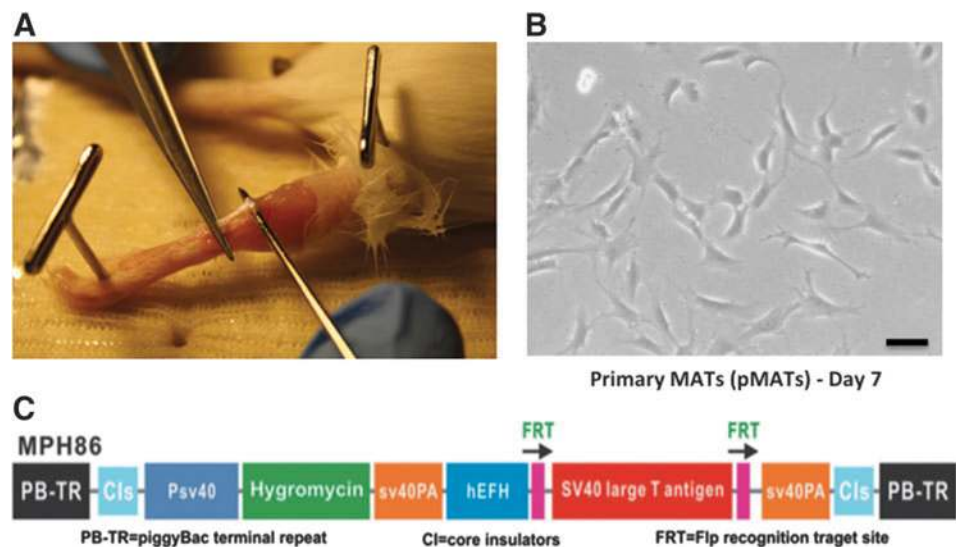 A
B
Primary MATs (pMATs) - Day 7
C
MPH86
FRT
FRT
PB-TR
CIs
Psv40
Hygromycin
sv40PA
hEFH
SV40 large T antigen
sv40PA
CIs
PB-TR
PB-TR=piggyBac terminal repeat
CI=core insulators
FRT=Flp recognition traget site